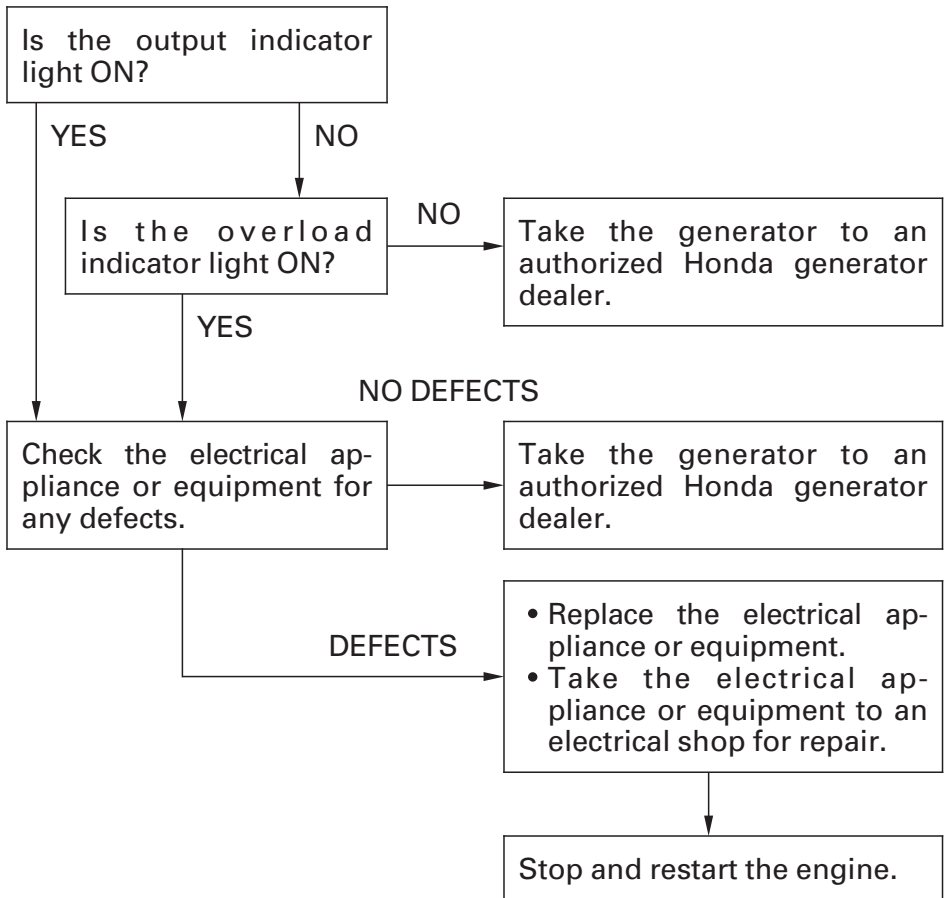 Is the output indicator
light ON?
YES
NO
Is the overload
indicator light ON?
NO
Take the generator to an
authorized Honda generator
dealer.
YES
NO DEFECTS
Check the electrical ap-
pliance or equipment for
any defects.
Take the generator to an
authorized Honda generator
dealer.
DEFECTS
• Replace the electrical ap-
pliance or equipment.
• Take the electrical ap-
pliance or equipment to an
electrical shop for repair.
Stop and restart the engine.